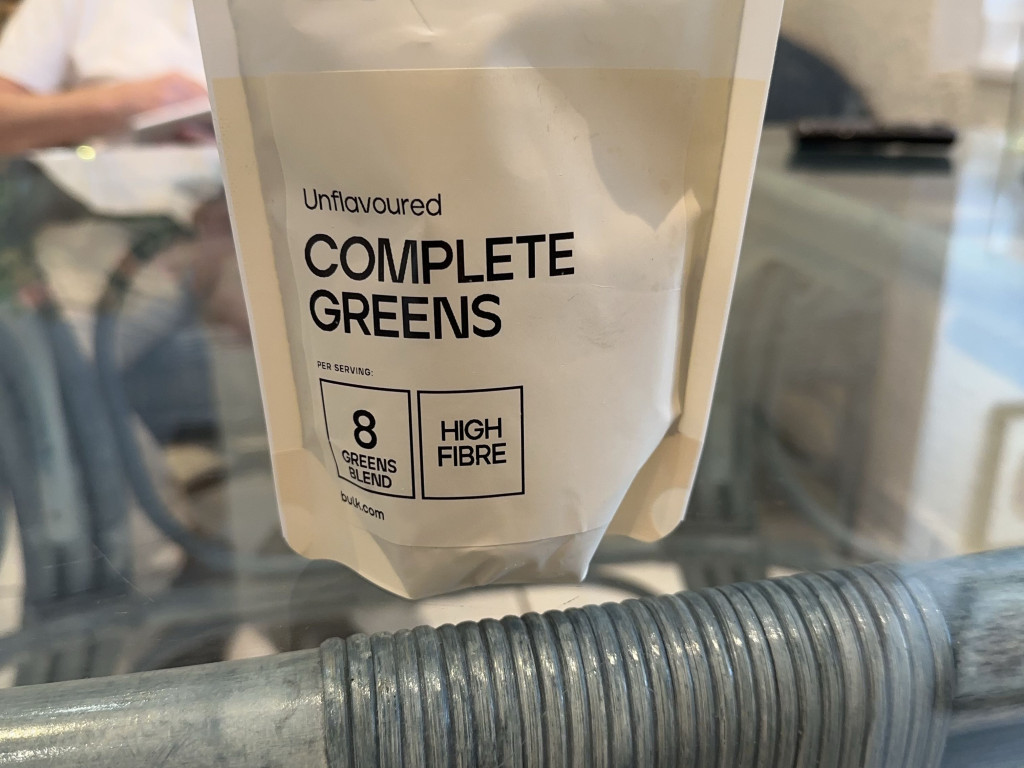 Unflavoured
COMPLETE
GREENS
PER SERVING:
8
GREENS
BLEND
HIGH
FIBRE
bulk.com